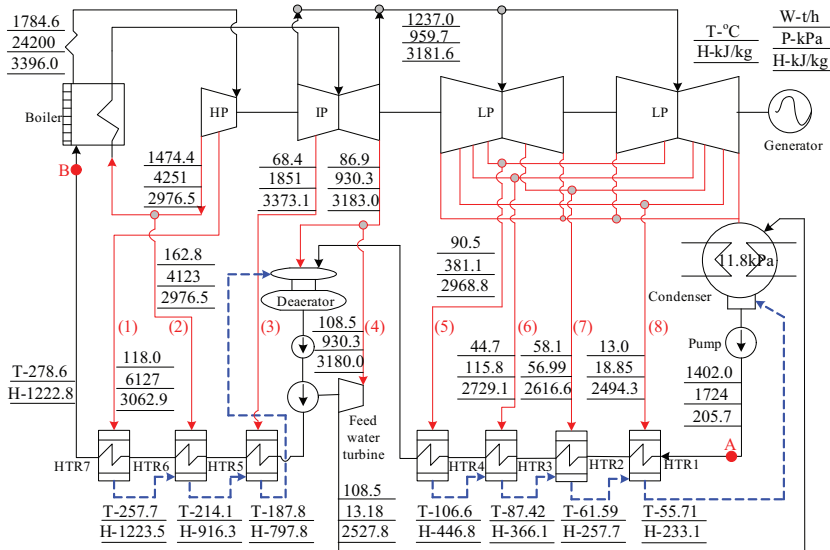 1784.6
24200
3396.0
1237.0
959.7
3181.6
T-°C
H-kJ/kg
W-t/h
P-kPa
H-kJ/kg
Boiler
HP
IP
LP
LP
Generator
B
1474.4
4251
2976.5
68.4
1851
3373.1
86.9
930.3
3183.0
162.8
4123
2976.5
90.5
381.1
2968.8
11.8kPa
Condenser
Deaerator
(1)
(2)
(3)
(4)
(5)
(6)
(7)
(8)
108.5
930.3
3180.0
44.7
115.8
2729.1
58.1
56.99
2616.6
13.0
18.85
2494.3
Pump
1402.0
1724
205.7
118.0
6127
3062.9
T-278.6
H-1222.8
Feed
water
turbine
A
HTR7
HTR6
HTR5
HTR4
HTR3
HTR2
HTR1
T-257.7
H-1223.5
T-214.1
H-916.3
T-187.8
H-797.8
108.5
13.18
2527.8
T-106.6
H-446.8
T-87.42
H-366.1
T-61.59
H-257.7
T-55.71
H-233.1